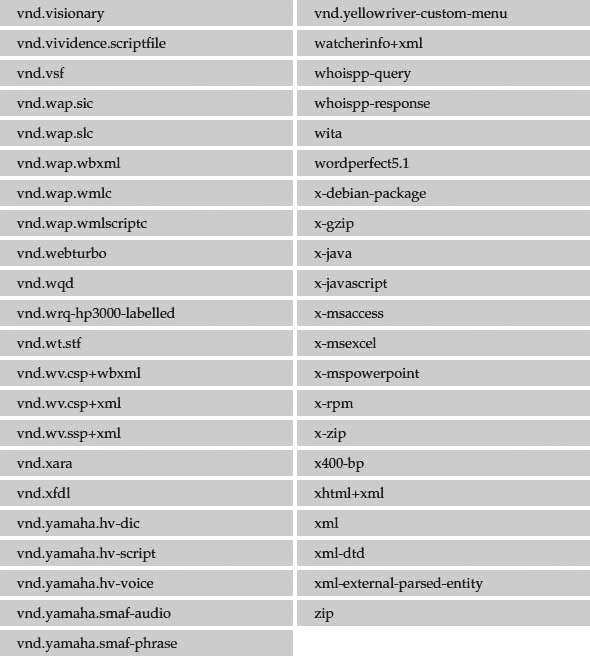 vnd.visionary
vnd.vividence.scriptfile
vnd.vsf
vnd.wap.sic
vnd.wap.slc
vnd.wap.wbxml
vnd.wap.wmlc
vnd.wap.wmlscriptc
vnd.webturbo
vnd.wqd
vnd.wrq-hp3000-labelled
vnd.wt.stf
vnd.wv.csp+wbxml
vnd.wv.csp+xml
vnd.wv.ssp+xml
vnd.xara
vnd.xfdl
vnd.yamaha.hv-dic
vnd.yamaha.hv-script
vnd.yamaha.hv-voice
vnd.yamaha.smaf-audio
vnd.yamaha.smaf-phrase
vnd.yellowriver-custom-menu
watcherinfo+xml
whoispp-query
whoispp-response
wita
wordperfect5.1
x-debian-package
x-gzip
x-java
x-javascript
x-msaccess
x-msexcel
x-mspowerpoint
x-rpm
x-zip
x400-bp
xhtml+xml
xml
xml-dtd
xml-external-parsed-entity
zip